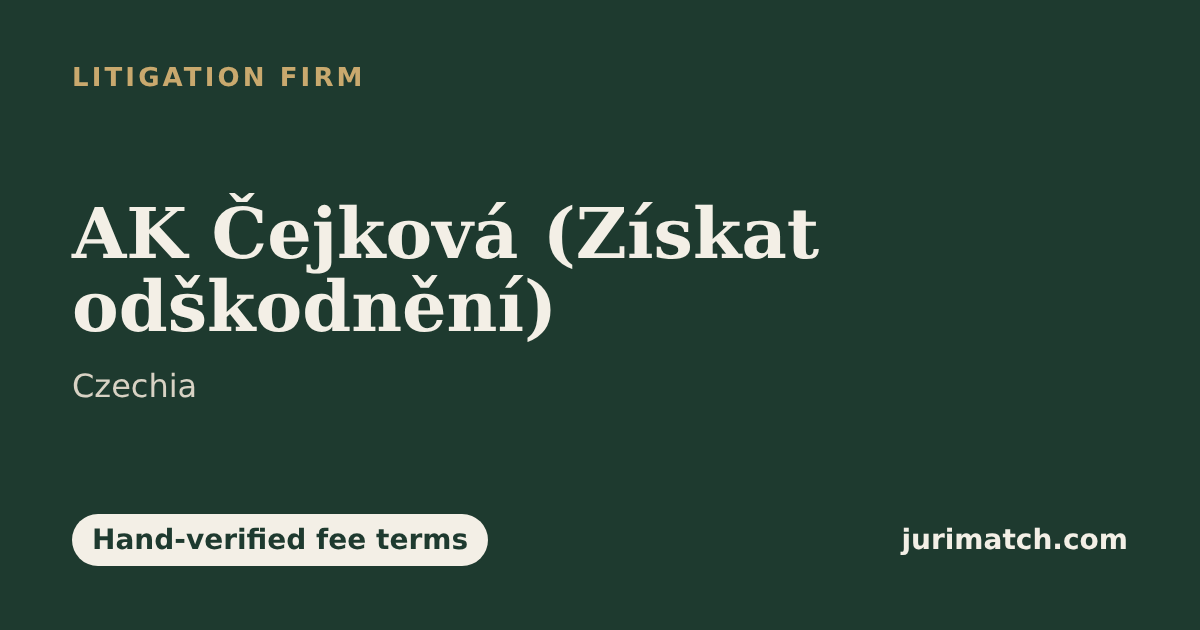 LITIGATION FIRM
AK Čejková (Získat
odškodnění)
Czechia
Hand-verified fee terms
jurimatch.com